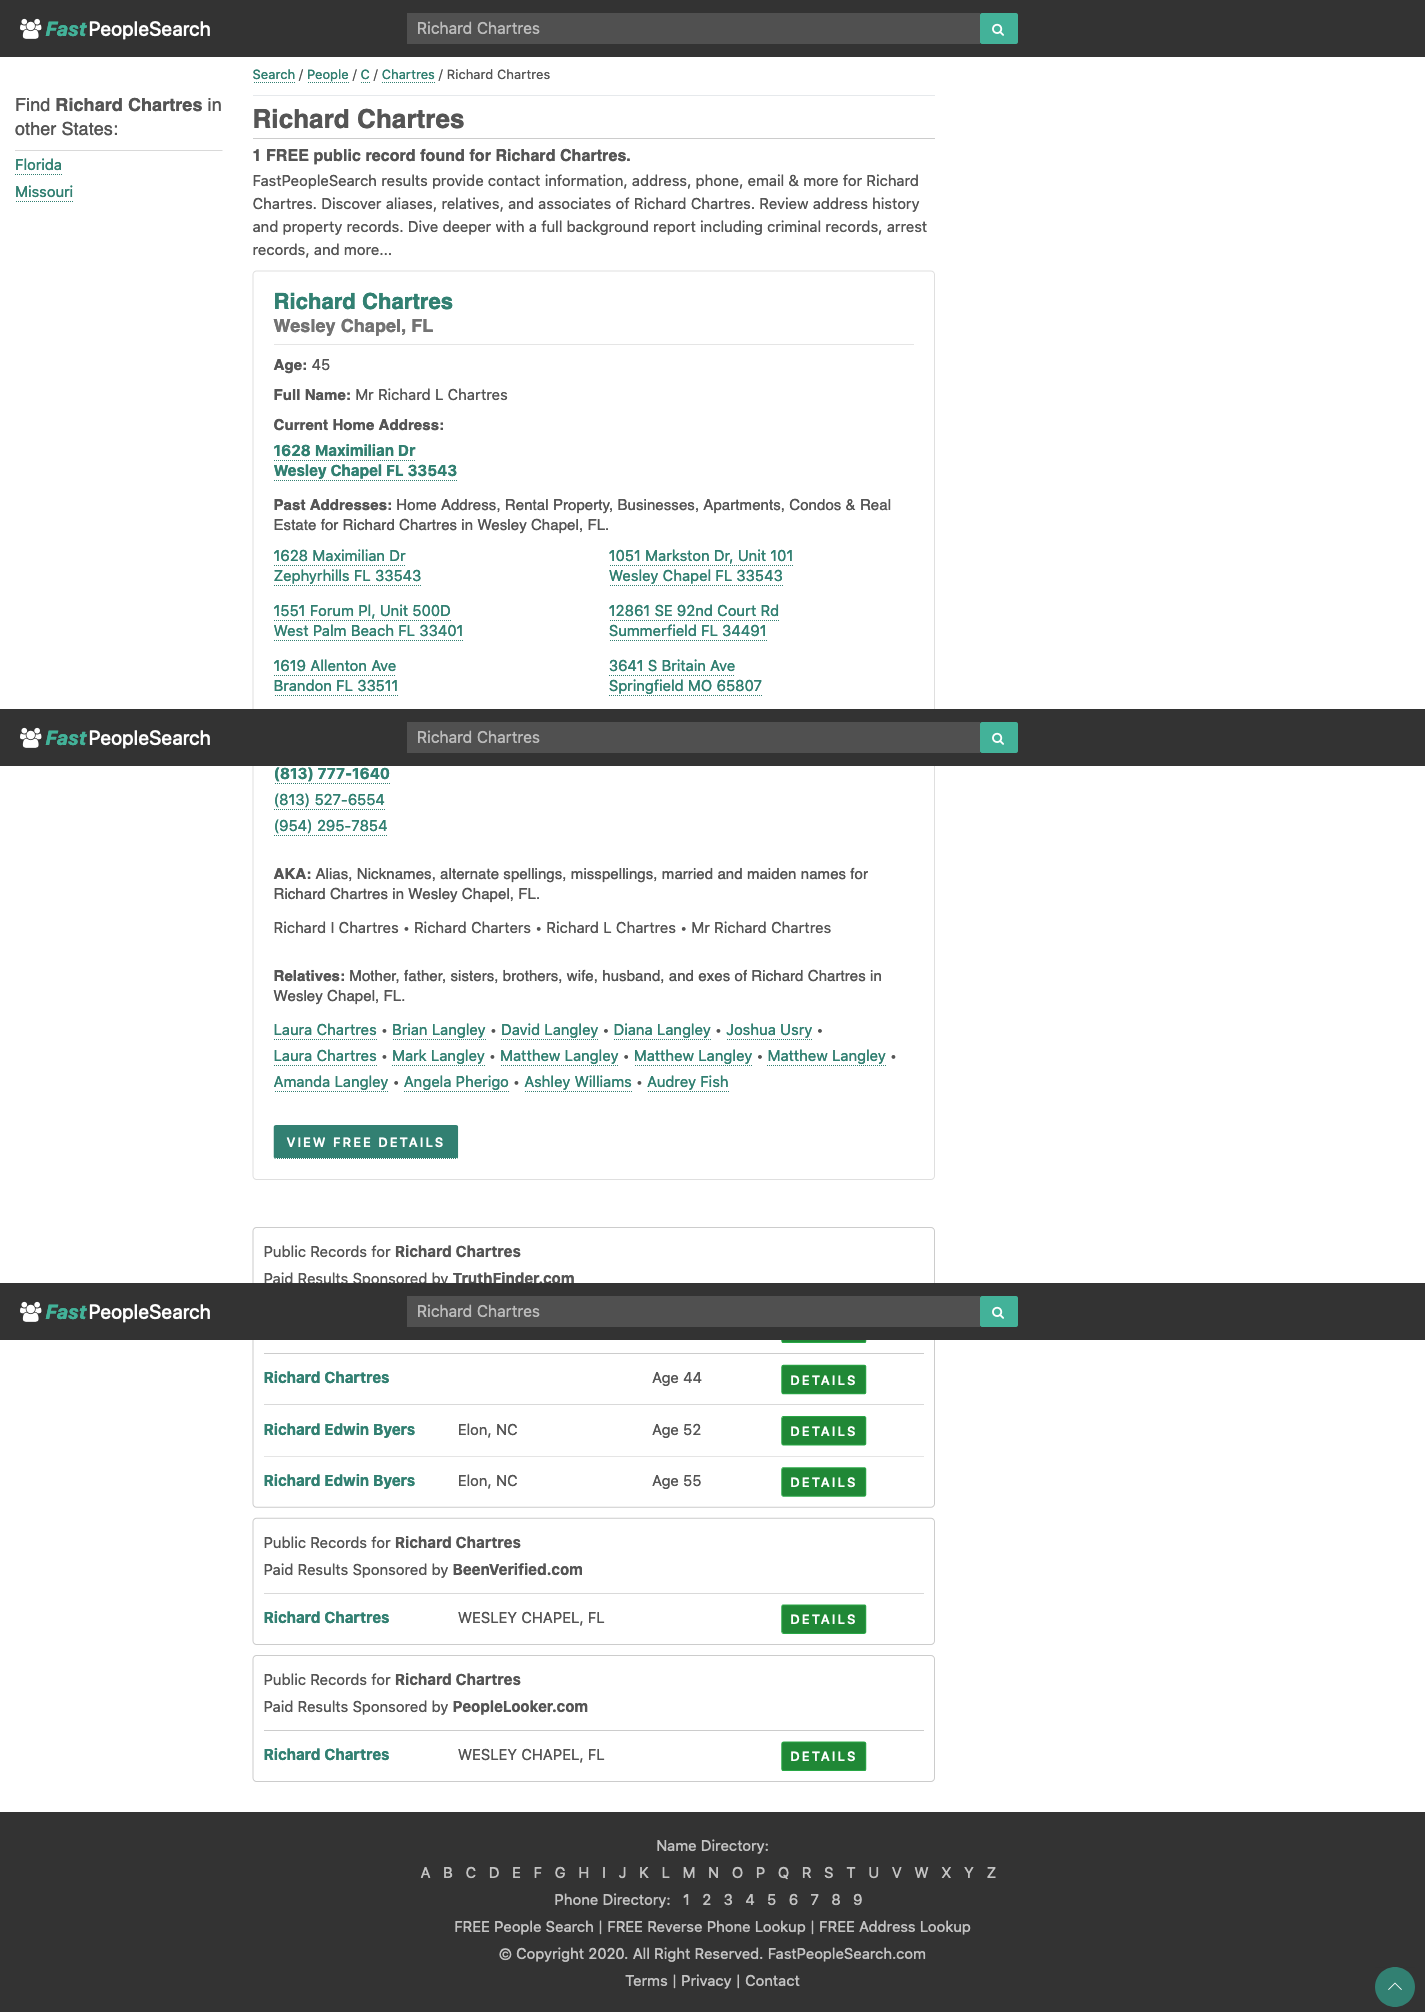 FastPeopleSearch
Richard Chartres
Search / People / C / Chartres / Richard Chartres
Find Richard Chartres in
other States:
Florida
Missouri
Richard Chartres
1 FREE public record found for Richard Chartres.
FastPeopleSearch results provide contact information, address, phone, email & more for Richard
Chartres. Discover aliases, relatives, and associates of Richard Chartres. Review address history
and property records. Dive deeper with a full background report including criminal records, arrest
records, and more...
Richard Chartres
Wesley Chapel, FL
Age: 45
Full Name: Mr Richard L Chartres
Current Home Address:
1628 Maximilian Dr
Wesley Chapel FL 33543
Past Addresses: Home Address, Rental Property, Businesses, Apartments, Condos & Real
Estate for Richard Chartres in Wesley Chapel, FL.
1628 Maximilian Dr
Zephyrhills FL 33543
1051 Markston Dr, Unit 101
Wesley Chapel FL 33543
1551 Forum Pl, Unit 500D
West Palm Beach FL 33401
12861 SE 92nd Court Rd
Summerfield FL 34491
1619 Allenton Ave
Brandon FL 33511
3641 S Britain Ave
Springfield MO 65807
FastPeopleSearch
Richard Chartres
(813) 777-1640
(813) 527-6554
(954) 295-7854
AKA: Alias, Nicknames, alternate spellings, misspellings, married and maiden names for
Richard Chartres in Wesley Chapel, FL.
Richard I Chartres • Richard Charters • Richard L Chartres • Mr Richard Chartres
Relatives: Mother, father, sisters, brothers, wife, husband, and exes of Richard Chartres in
Wesley Chapel, FL.
Laura Chartres • Brian Langley • David Langley • Diana Langley • Joshua Usry •
Laura Chartres • Mark Langley • Matthew Langley • Matthew Langley • Matthew Langley •
Amanda Langley • Angela Pherigo • Ashley Williams • Audrey Fish
VIEW FREE DETAILS
Public Records for Richard Chartres
Paid Results Sponsored by TruthFinder.com
FastPeopleSearch
Richard Chartres
Richard Chartres Age 44 DETAILS
Richard Edwin Byers Elon, NC Age 52 DETAILS
Richard Edwin Byers Elon, NC Age 55 DETAILS
Public Records for Richard Chartres
Paid Results Sponsored by BeenVerified.com
Richard Chartres WESLEY CHAPEL, FL DETAILS
Public Records for Richard Chartres
Paid Results Sponsored by PeopleLooker.com
Richard Chartres WESLEY CHAPEL, FL DETAILS
Name Directory:
A B C D E F G H I J K L M N O P Q R S T U V W X Y Z
Phone Directory: 1 2 3 4 5 6 7 8 9
FREE People Search | FREE Reverse Phone Lookup | FREE Address Lookup
© Copyright 2020. All Right Reserved. FastPeopleSearch.com
Terms | Privacy | Contact